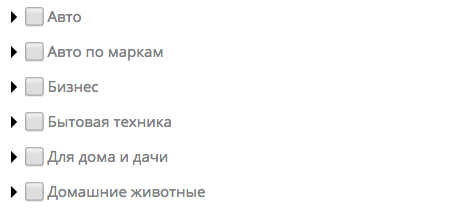 Авто
Авто по маркам
Бизнес
Бытовая техника
Для дома и дачи
Домашние животные